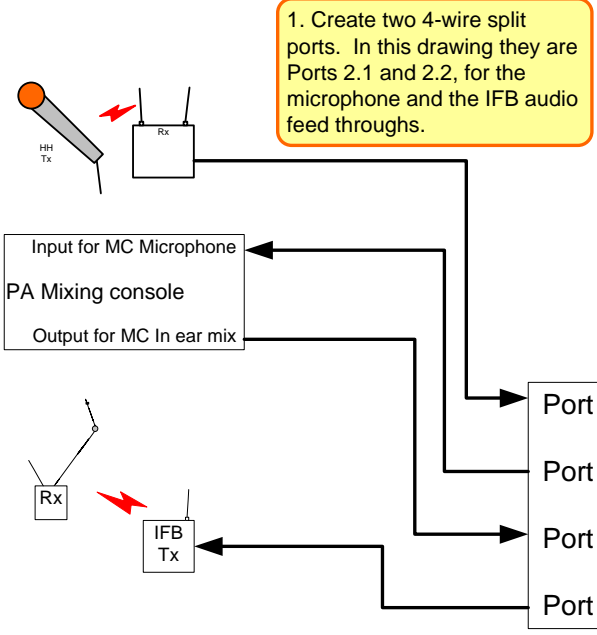 1. Create two 4-wire split
ports.  In this drawing they are
Ports 2.1 and 2.2, for the
microphone and the IFB audio
feed throughs.
HH
Tx
Rx
Input for MC Microphone
PA Mixing console
Output for MC In ear mix
Port
Port
Port
Port
Rx
IFB
Tx